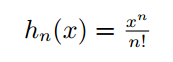 hₙ(x) = xⁿ/n!